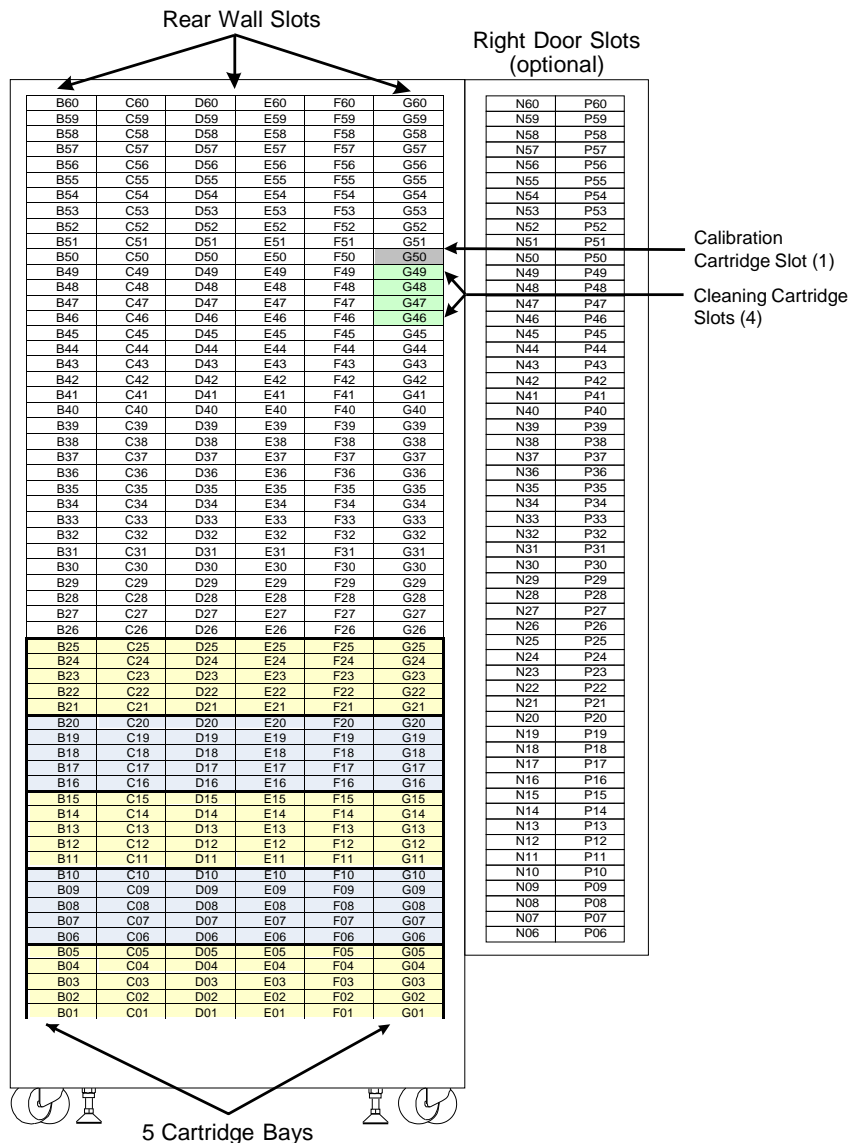 Rear Wall Slots
Right Door Slots
(optional)
B60 C60 D60 E60 F60 G60
B59 C59 D59 E59 F59 G59
B58 C58 D58 E58 F58 G58
B57 C57 D57 E57 F57 G57
B56 C56 D56 E56 F56 G56
B55 C55 D55 E55 F55 G55
B54 C54 D54 E54 F54 G54
B53 C53 D53 E53 F53 G53
B52 C52 D52 E52 F52 G52
B51 C51 D51 E51 F51 G51
B50 C50 D50 E50 F50 G50
B49 C49 D49 E49 F49 G49
B48 C48 D48 E48 F48 G48
B47 C47 D47 E47 F47 G47
B46 C46 D46 E46 F46 G46
B45 C45 D45 E45 F45 G45
B44 C44 D44 E44 F44 G44
B43 C43 D43 E43 F43 G43
B42 C42 D42 E42 F42 G42
B41 C41 D41 E41 F41 G41
B40 C40 D40 E40 F40 G40
B39 C39 D39 E39 F39 G39
B38 C38 D38 E38 F38 G38
B37 C37 D37 E37 F37 G37
B36 C36 D36 E36 F36 G36
B35 C35 D35 E35 F35 G35
B34 C34 D34 E34 F34 G34
B33 C33 D33 E33 F33 G33
B32 C32 D32 E32 F32 G32
B31 C31 D31 E31 F31 G31
B30 C30 D30 E30 F30 G30
B29 C29 D29 E29 F29 G29
B28 C28 D28 E28 F28 G28
B27 C27 D27 E27 F27 G27
B26 C26 D26 E26 F26 G26
B25 C25 D25 E25 F25 G25
B24 C24 D24 E24 F24 G24
B23 C23 D23 E23 F23 G23
B22 C22 D22 E22 F22 G22
B21 C21 D21 E21 F21 G21
B20 C20 D20 E20 F20 G20
B19 C19 D19 E19 F19 G19
B18 C18 D18 E18 F18 G18
B17 C17 D17 E17 F17 G17
B16 C16 D16 E16 F16 G16
B15 C15 D15 E15 F15 G15
B14 C14 D14 E14 F14 G14
B13 C13 D13 E13 F13 G13
B12 C12 D12 E12 F12 G12
B11 C11 D11 E11 F11 G11
B10 C10 D10 E10 F10 G10
B09 C09 D09 E09 F09 G09
B08 C08 D08 E08 F08 G08
B07 C07 D07 E07 F07 G07
B06 C06 D06 E06 F06 G06
B05 C05 D05 E05 F05 G05
B04 C04 D04 E04 F04 G04
B03 C03 D03 E03 F03 G03
B02 C02 D02 E02 F02 G02
B01 C01 D01 E01 F01 G01
N60 P60
N59 P59
N58 P58
N57 P57
N56 P56
N55 P55
N54 P54
N53 P53
N52 P52
N51 P51
N50 P50
N49 P49
N48 P48
N47 P47
N46 P46
N45 P45
N44 P44
N43 P43
N42 P42
N41 P41
N40 P40
N39 P39
N38 P38
N37 P37
N36 P36
N35 P35
N34 P34
N33 P33
N32 P32
N31 P31
N30 P30
N29 P29
N28 P28
N27 P27
N26 P26
N25 P25
N24 P24
N23 P23
N22 P22
N21 P21
N20 P20
N19 P19
N18 P18
N17 P17
N16 P16
N15 P15
N14 P14
N13 P13
N12 P12
N11 P11
N10 P10
N09 P09
N08 P08
N07 P07
N06 P06
Calibration
Cartridge Slot (1)
Cleaning Cartridge
Slots (4)
5 Cartridge Bays